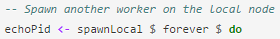 -- Spawn another worker on the local node
echoPid <- spawnLocal $ forever $ do